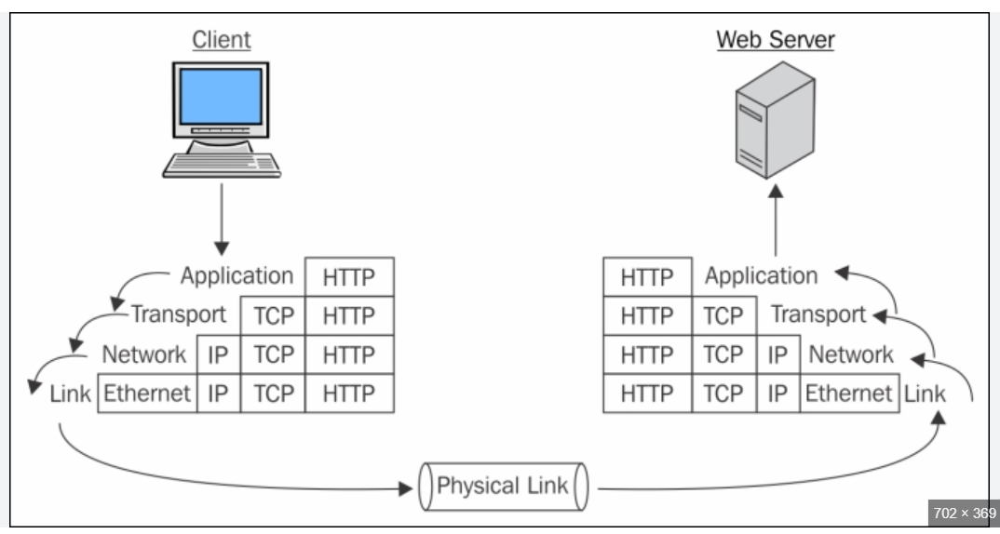 Client Web Server
Application HTTP HTTP Application
Transport TCP HTTP HTTP TCP Transport
Network IP TCP HTTP HTTP TCP IP Network
Link Ethernet IP TCP HTTP HTTP TCP IP Ethernet Link
Physical Link
702 × 369